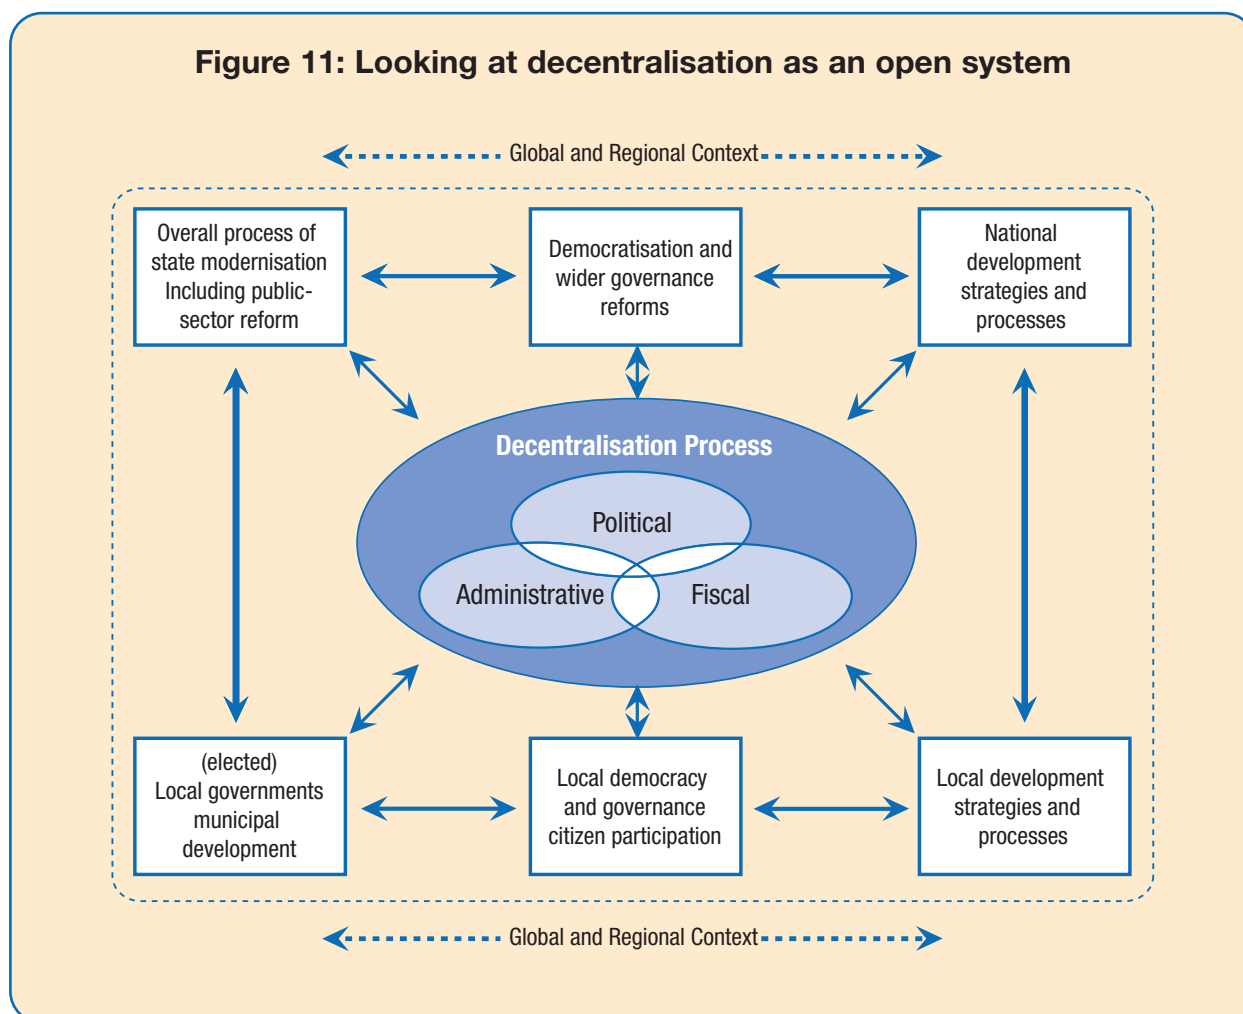 Figure 11: Looking at decentralisation as an open system
Global and Regional Context
Overall process of
state modernisation
Including public-
sector reform
Democratisation and
wider governance
reforms
National
development
strategies and
processes
Decentralisation Process
Political
Administrative
Fiscal
(elected)
Local governments
municipal
development
Local democracy
and governance
citizen participation
Local development
strategies and
processes
Global and Regional Context